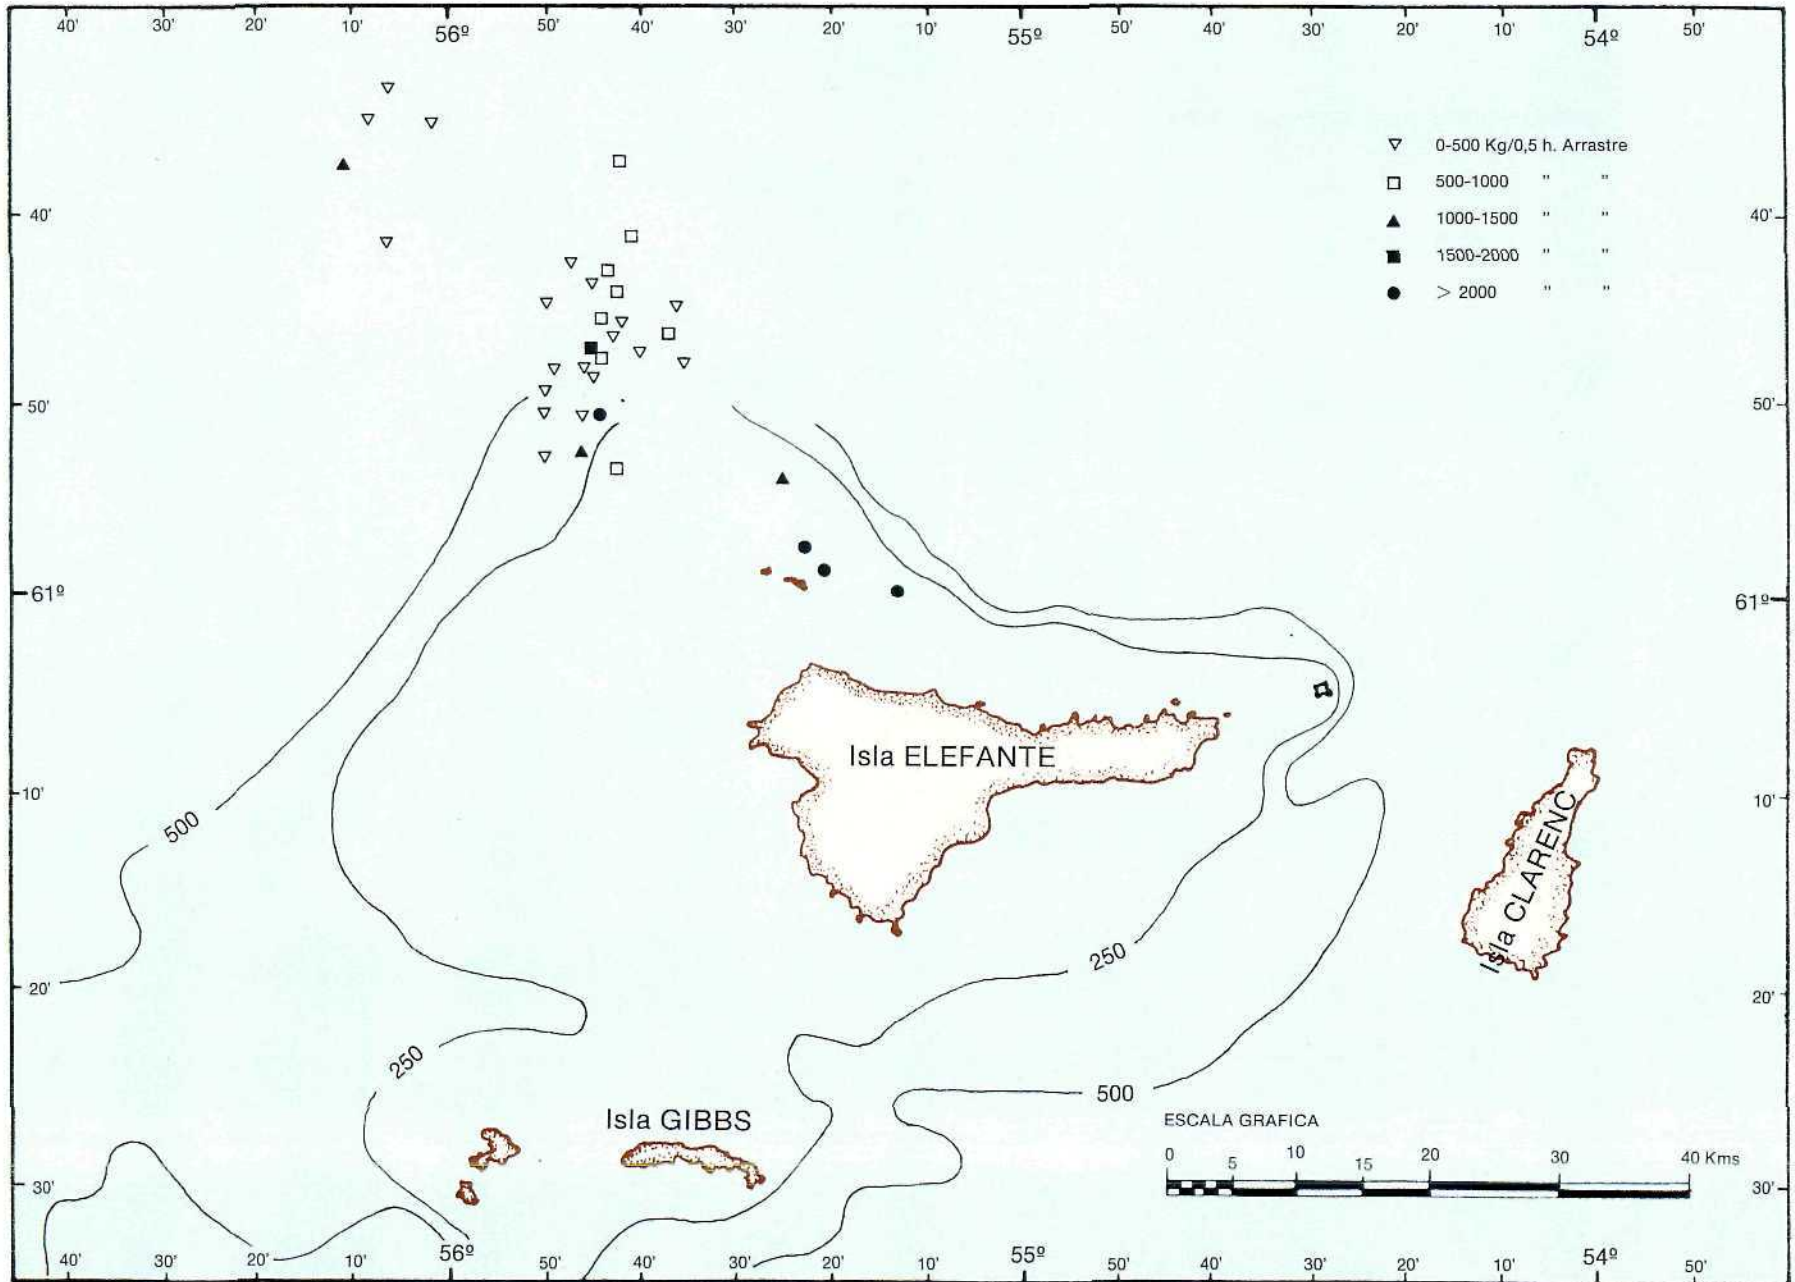 40' 30' 20' 10' 56º 50' 40' 30' 20' 10' 55º 50' 40' 30' 20' 10' 54º 50'
▽ 0-500 Kg/0,5 h. Arrastre
□ 500-1000 " "
▲ 1000-1500 " "
■ 1500-2000 " "
● > 2000 " "
40' 40'
50' 50'
61º 61º
Isla ELEFANTE
10' 10'
500
Isla CLARENC
250
20' 20'
250
500
Isla GIBBS
ESCALA GRAFICA
0 5 10 15 20 30 40 Kms
30' 30'
40' 30' 20' 10' 56º 50' 40' 30' 20' 10' 55º 50' 40' 30' 20' 10' 54º 50'